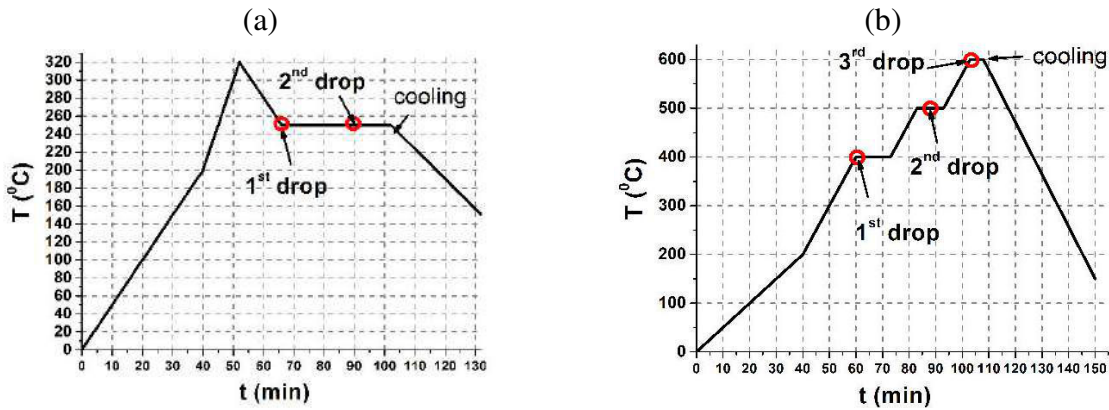 (a)
320
300
280
260
240
220
200
180
160
140
120
100
80
60
40
20
0
T (⁰C)
2nd drop
cooling
1st drop
0 10 20 30 40 50 60 70 80 90 100 110 120 130
t (min)
(b)
600
500
400
300
200
100
0
T (⁰C)
3rd drop
cooling
2nd drop
1st drop
0 10 20 30 40 50 60 70 80 90 100 110 120 130 140 150
t (min)